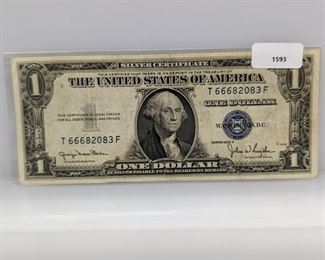 1593
SILVER CERTIFICATE
THIS CERTIFIES THAT THERE IS ON DEPOSIT IN THE TREASURY OF
THE UNITED STATES OF AMERICA
T 66682083 F
ONE DOLLAR
WASHINGTON, D.C.
T 66682083 F
ONE DOLLAR
IN SILVER PAYABLE TO THE BEARER ON DEMAND
1
1
1
1